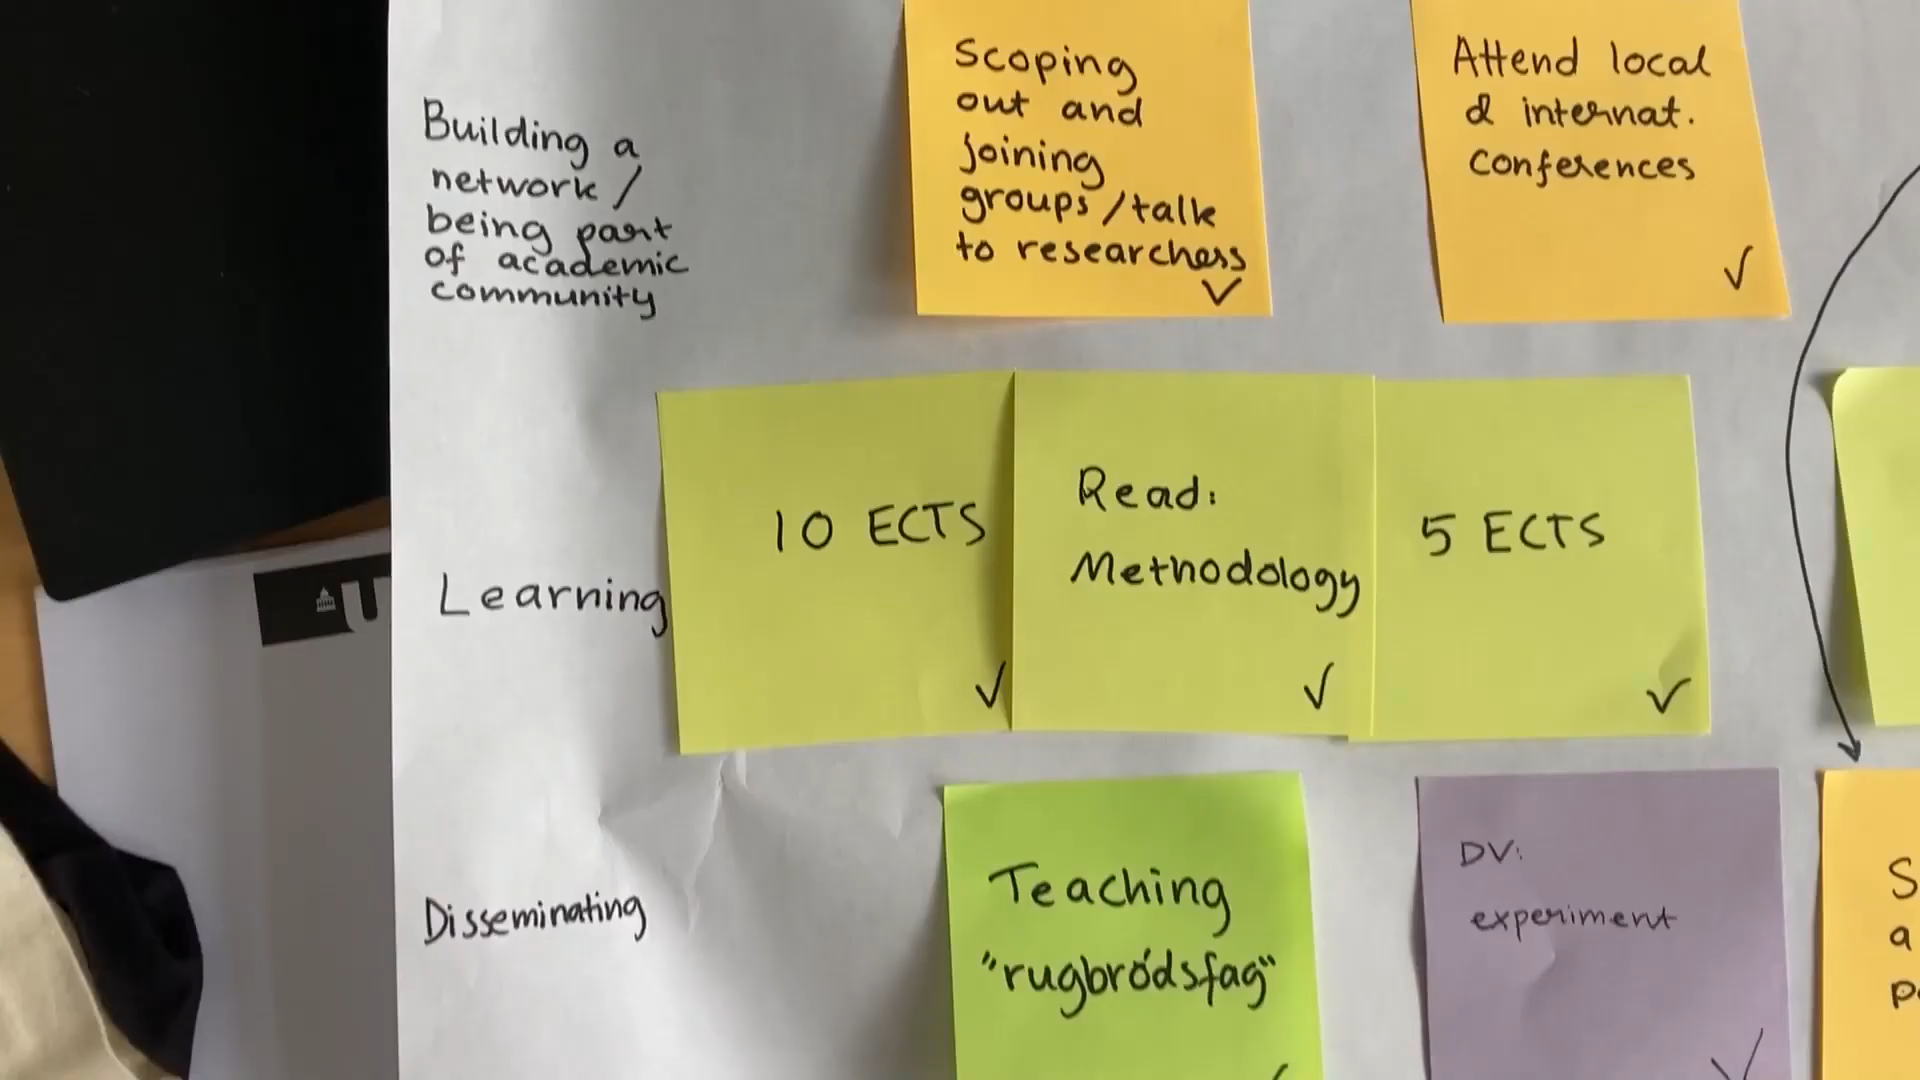 Building a
network /
being part
of academic
community
Scoping
out and
joining
groups/talk
to researchers
✓
Attend local
& internat.
conferences
✓
Learning
10 ECTS
✓
Read:
Methodology
✓
5 ECTS
✓
Disseminating
Teaching
"rugbrødsfag"
DV:
experiment
✓
S
a